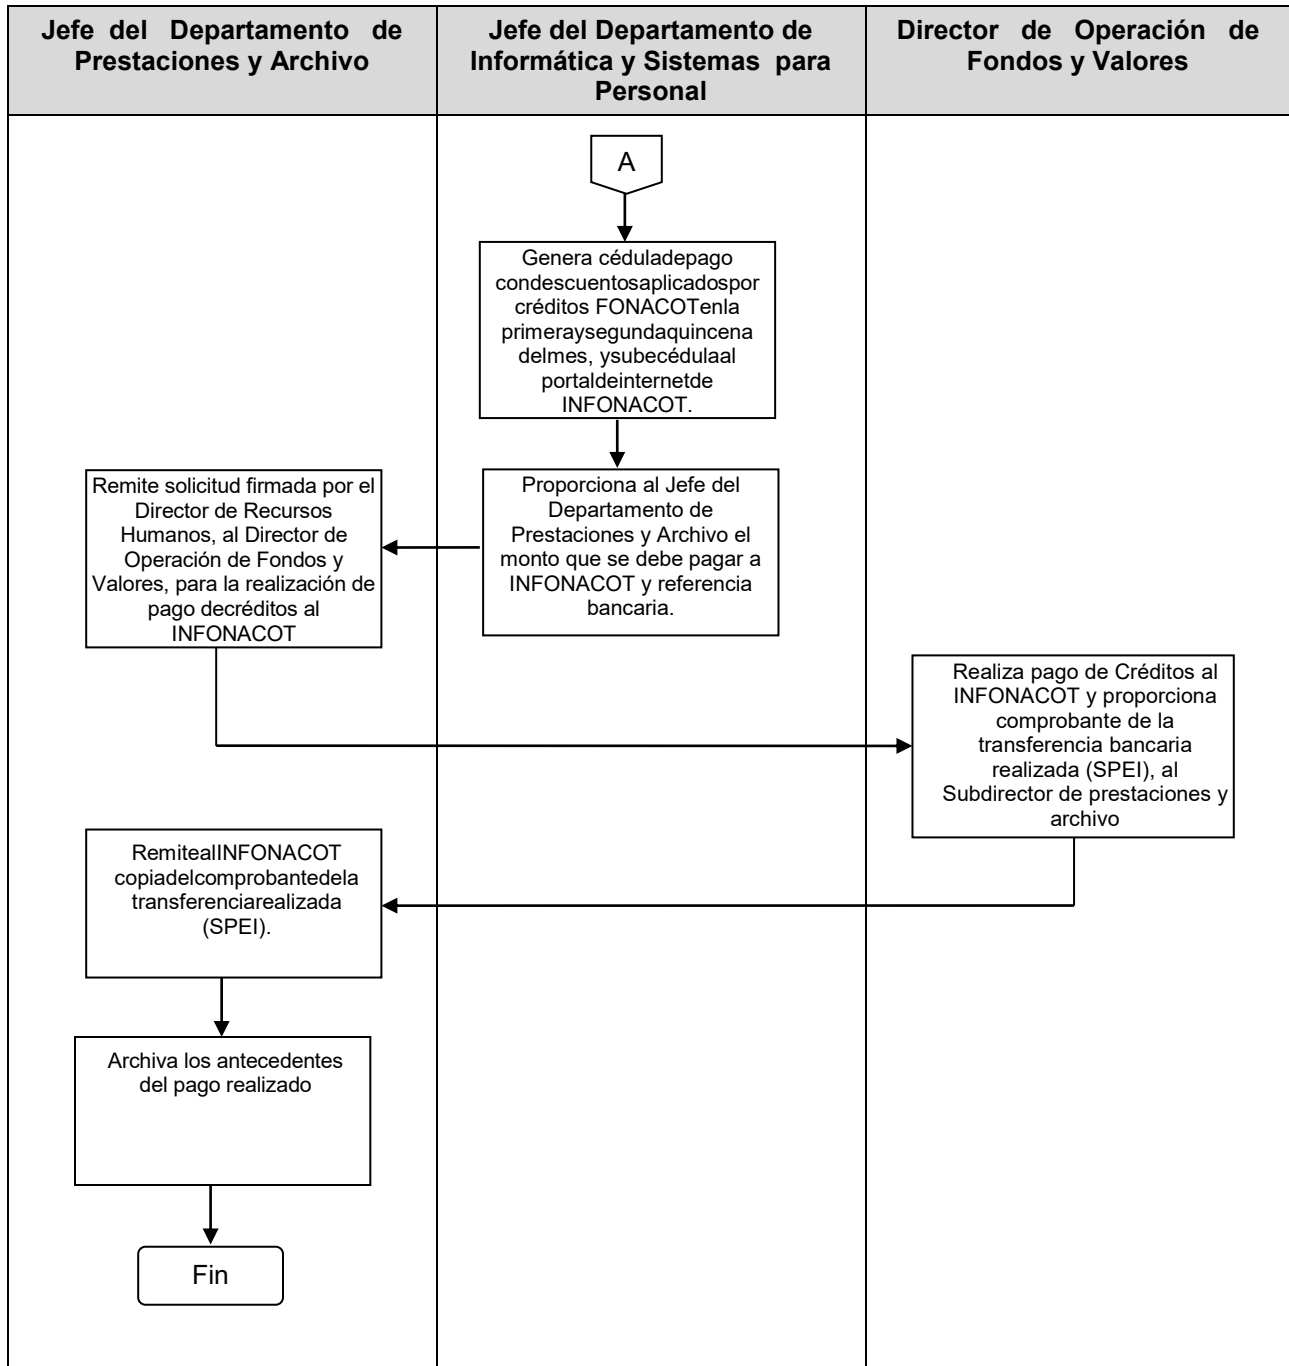 Jefe del Departamento de
Prestaciones y Archivo
Jefe del Departamento de
Informática y Sistemas para
Personal
Director de Operación de
Fondos y Valores
A
Genera céduladepago
condescuentosaplicadospor
créditos FONACOTenla
primeraysegundaquincena
delmes, ysubecédulaal
portaldeinternetde
INFONACOT.
Proporciona al Jefe del
Departamento de
Prestaciones y Archivo el
monto que se debe pagar a
INFONACOT y referencia
bancaria.
Remite solicitud firmada por el
Director de Recursos
Humanos, al Director de
Operación de Fondos y
Valores, para la realización de
pago decréditos al
INFONACOT
Realiza pago de Créditos al
INFONACOT y proporciona
comprobante de la
transferencia bancaria
realizada (SPEI), al
Subdirector de prestaciones y
archivo
RemitealINFONACOT
copiadelcomprobantedela
transferenciarealizada
(SPEI).
Archiva los antecedentes
del pago realizado
Fin